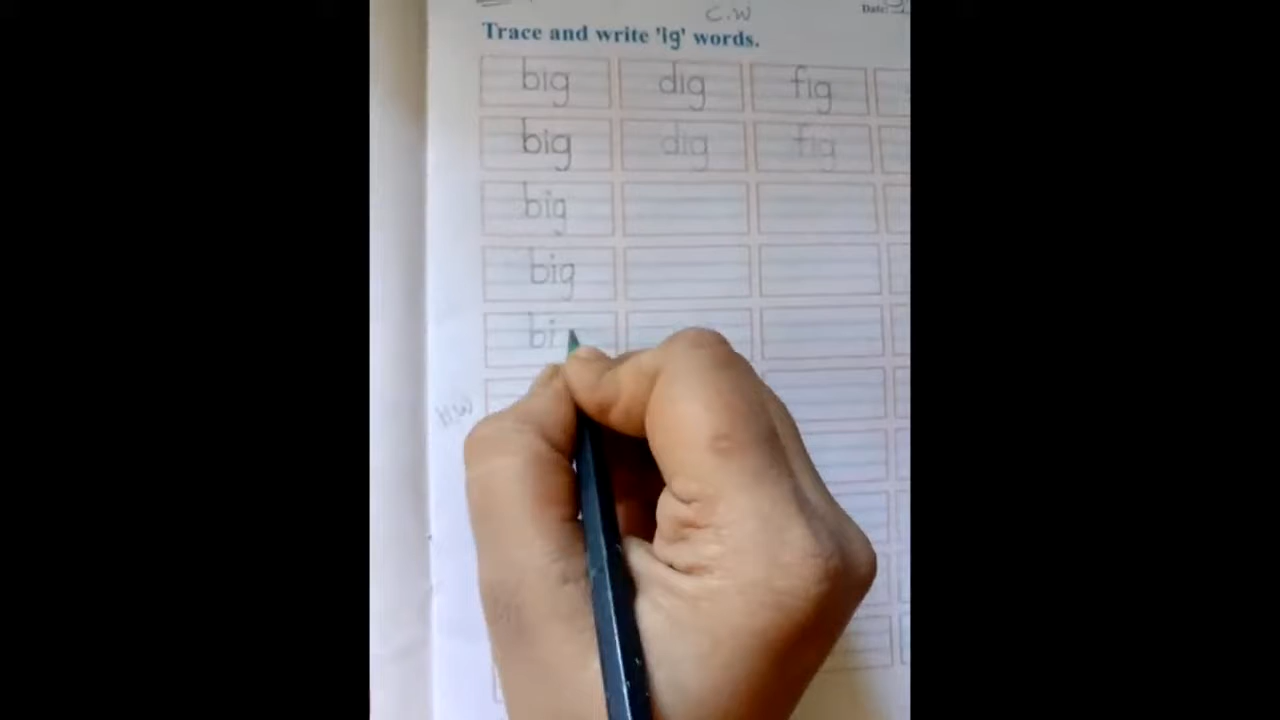 C.W
Date:
Trace and write 'ig' words.
big dig fig
big dig fig
big
big
bi
H.W